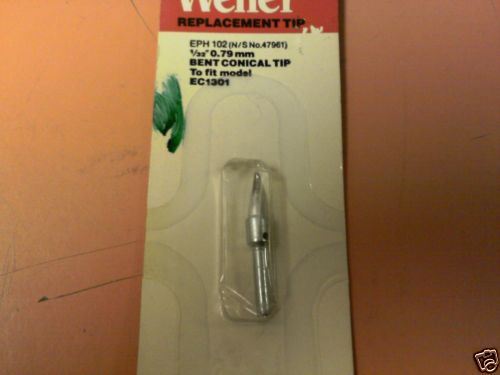 Weller
REPLACEMENT TIP
EPH 102 (N/S No.47961)
1/32" 0.79 mm
BENT CONICAL TIP
To fit model
EC1301